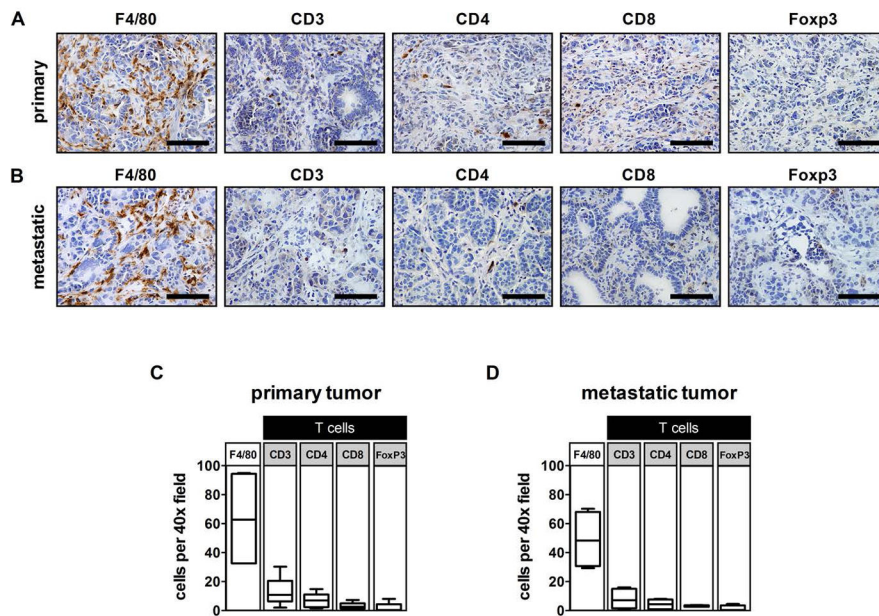 A
F4/80 CD3 CD4 CD8 Foxp3
primary
B
F4/80 CD3 CD4 CD8 Foxp3
metastatic
C
primary tumor
T cells
F4/80 CD3 CD4 CD8 FoxP3
100
80
60
40
20
0
cells per 40x field
D
metastatic tumor
T cells
F4/80 CD3 CD4 CD8 FoxP3
100
80
60
40
20
0
cells per 40x field